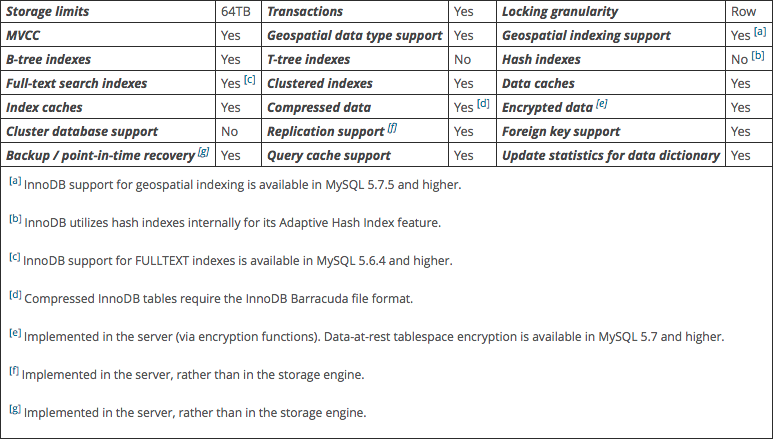 Storage limits 64TB Transactions Yes Locking granularity Row
MVCC Yes Geospatial data type support Yes Geospatial indexing support Yes [a]
B-tree indexes Yes T-tree indexes No Hash indexes No [b]
Full-text search indexes Yes [c] Clustered indexes Yes Data caches Yes
Index caches Yes Compressed data Yes [d] Encrypted data [e] Yes
Cluster database support No Replication support [f] Yes Foreign key support Yes
Backup / point-in-time recovery [g] Yes Query cache support Yes Update statistics for data dictionary Yes
[a] InnoDB support for geospatial indexing is available in MySQL 5.7.5 and higher.
[b] InnoDB utilizes hash indexes internally for its Adaptive Hash Index feature.
[c] InnoDB support for FULLTEXT indexes is available in MySQL 5.6.4 and higher.
[d] Compressed InnoDB tables require the InnoDB Barracuda file format.
[e] Implemented in the server (via encryption functions). Data-at-rest tablespace encryption is available in MySQL 5.7 and higher.
[f] Implemented in the server, rather than in the storage engine.
[g] Implemented in the server, rather than in the storage engine.